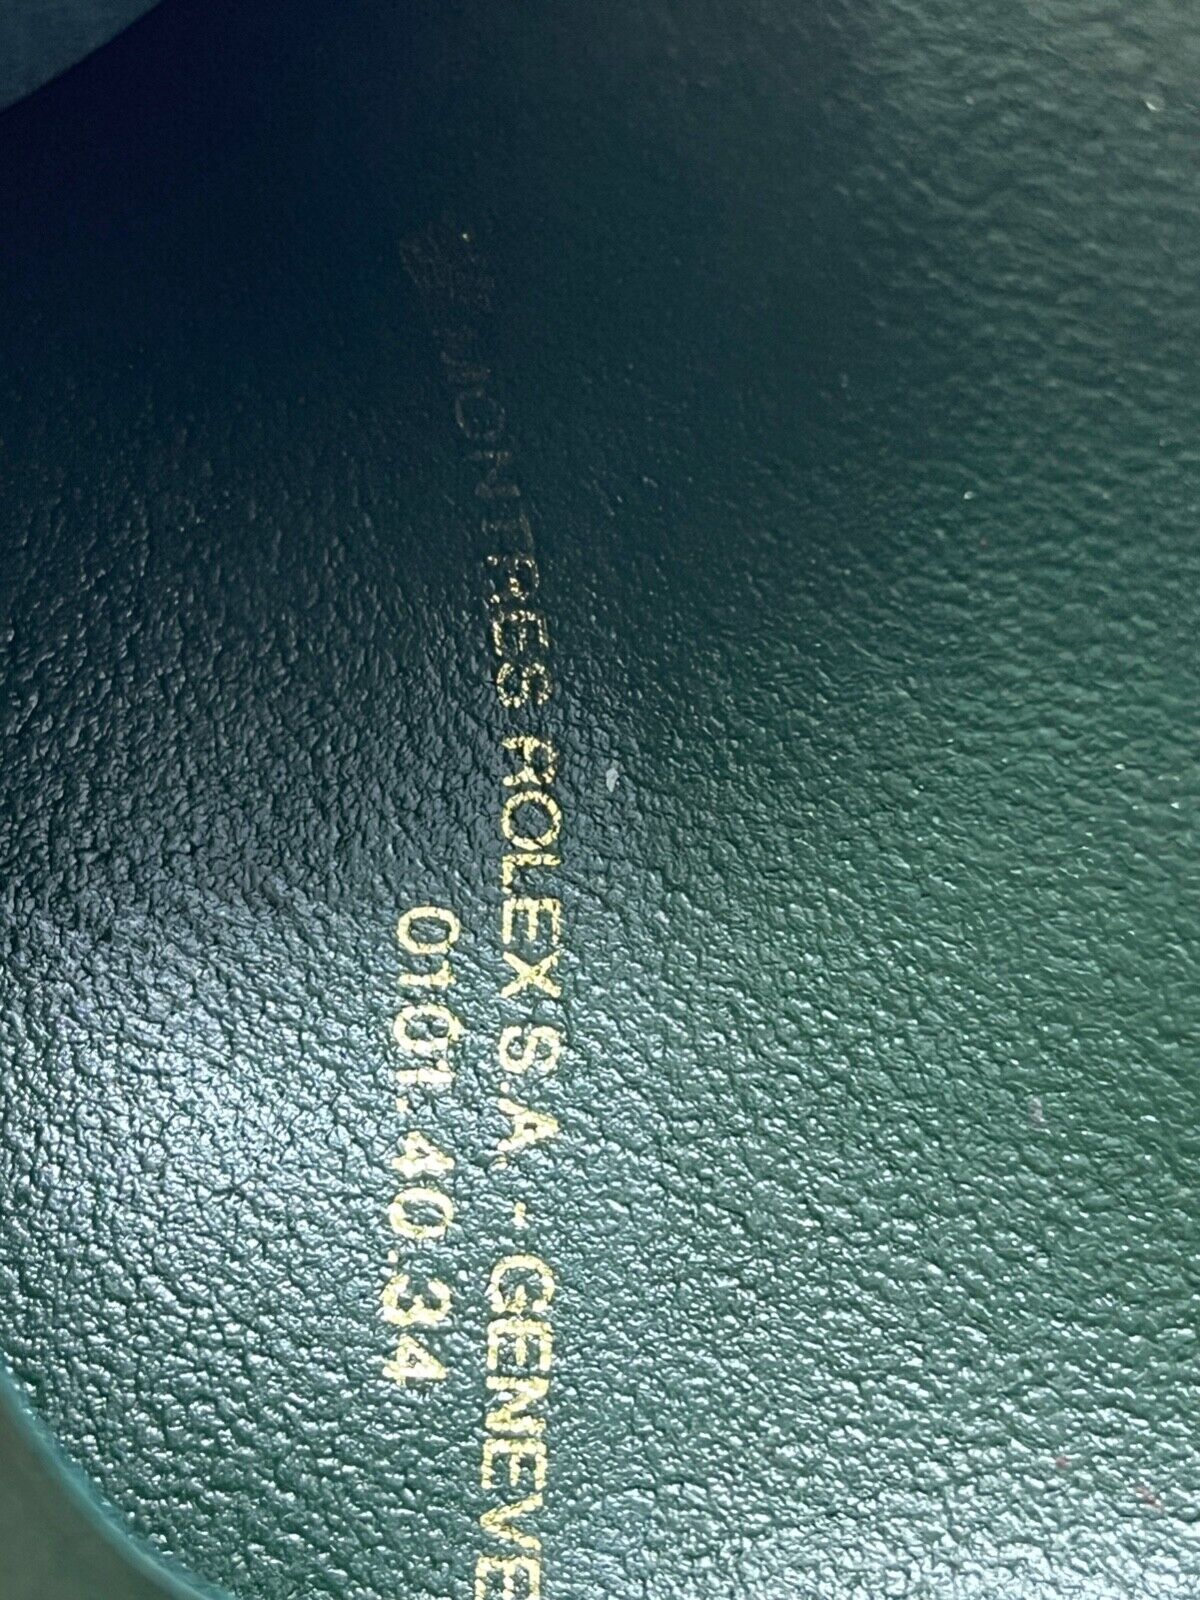 MONTRES ROLEX S.A. - GENEVE
0101.40.34